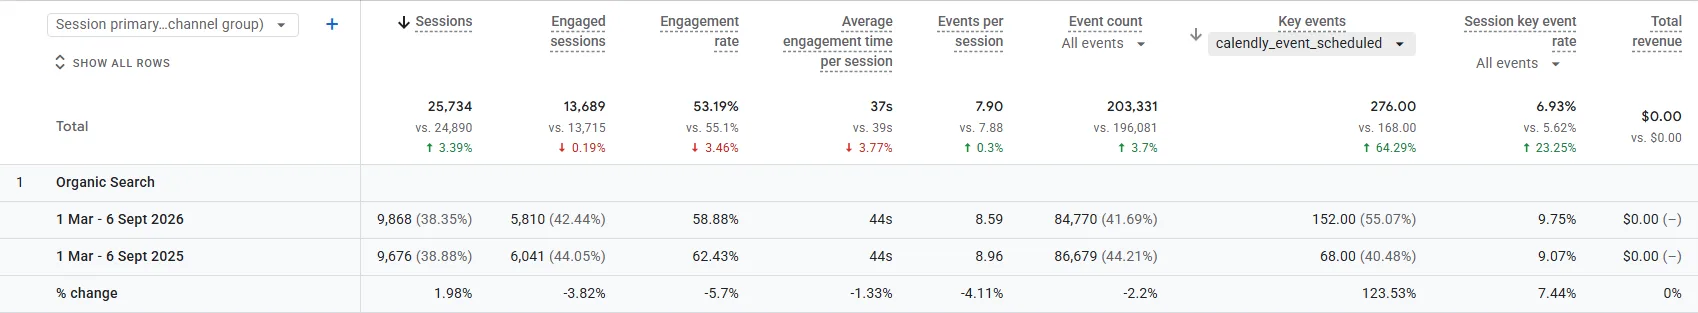 Session primary...channel group) ▾ + ↓ Sessions Engaged sessions Engagement rate Average engagement time per session Events per session Event count All events ▾ ↓ Key events calendly_event_scheduled ▾ Session key event rate All events ▾ Total revenue
SHOW ALL ROWS
Total 25,734 13,689 53.19% 37s 7.90 203,331 276.00 6.93% $0.00
vs. 24,890 vs. 13,715 vs. 55.1% vs. 39s vs. 7.88 vs. 196,081 vs. 168.00 vs. 5.62% vs. $0.00
↑ 3.39% ↓ 0.19% ↓ 3.46% ↓ 3.77% ↑ 0.3% ↑ 3.7% ↑ 64.29% ↑ 23.25%
1 Organic Search
1 Mar - 6 Sept 2026 9,868 (38.35%) 5,810 (42.44%) 58.88% 44s 8.59 84,770 (41.69%) 152.00 (55.07%) 9.75% $0.00 (–)
1 Mar - 6 Sept 2025 9,676 (38.88%) 6,041 (44.05%) 62.43% 44s 8.96 86,679 (44.21%) 68.00 (40.48%) 9.07% $0.00 (–)
% change 1.98% -3.82% -5.7% -1.33% -4.11% -2.2% 123.53% 7.44% 0%